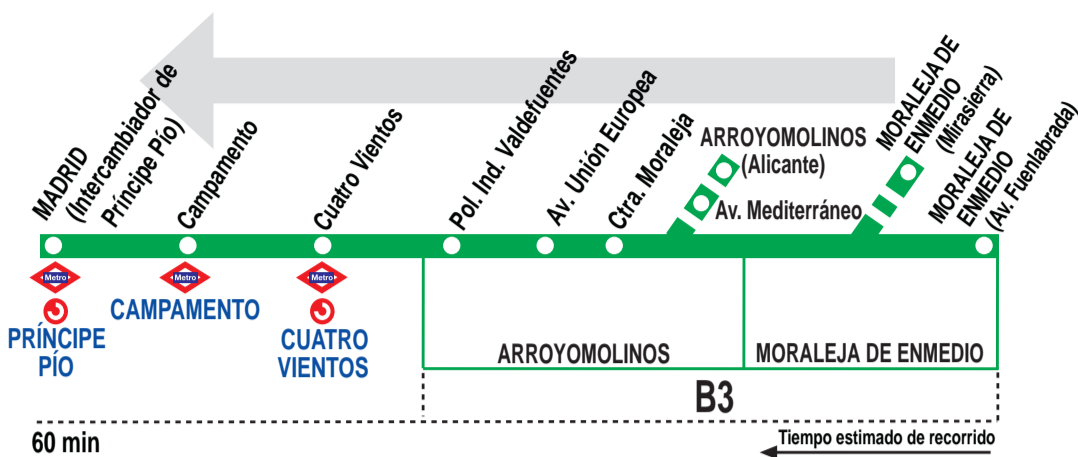 MADRID
(Intercambiador de
Príncipe Pío)
Campamento
Cuatro Vientos
Pol. Ind. Valdefuentes
Av. Unión Europea
Ctra. Moraleja
ARROYOMOLINOS
(Alicante)
Av. Mediterráneo
MORALEJA DE
ENMEDIO
(Mirasierra)
MORALEJA DE
ENMEDIO
(Av. Fuenlabrada)
Metro
Metro
Metro
PRÍNCIPE
PÍO
CAMPAMENTO
CUATRO
VIENTOS
ARROYOMOLINOS
MORALEJA DE ENMEDIO
B3
60 min
Tiempo estimado de recorrido